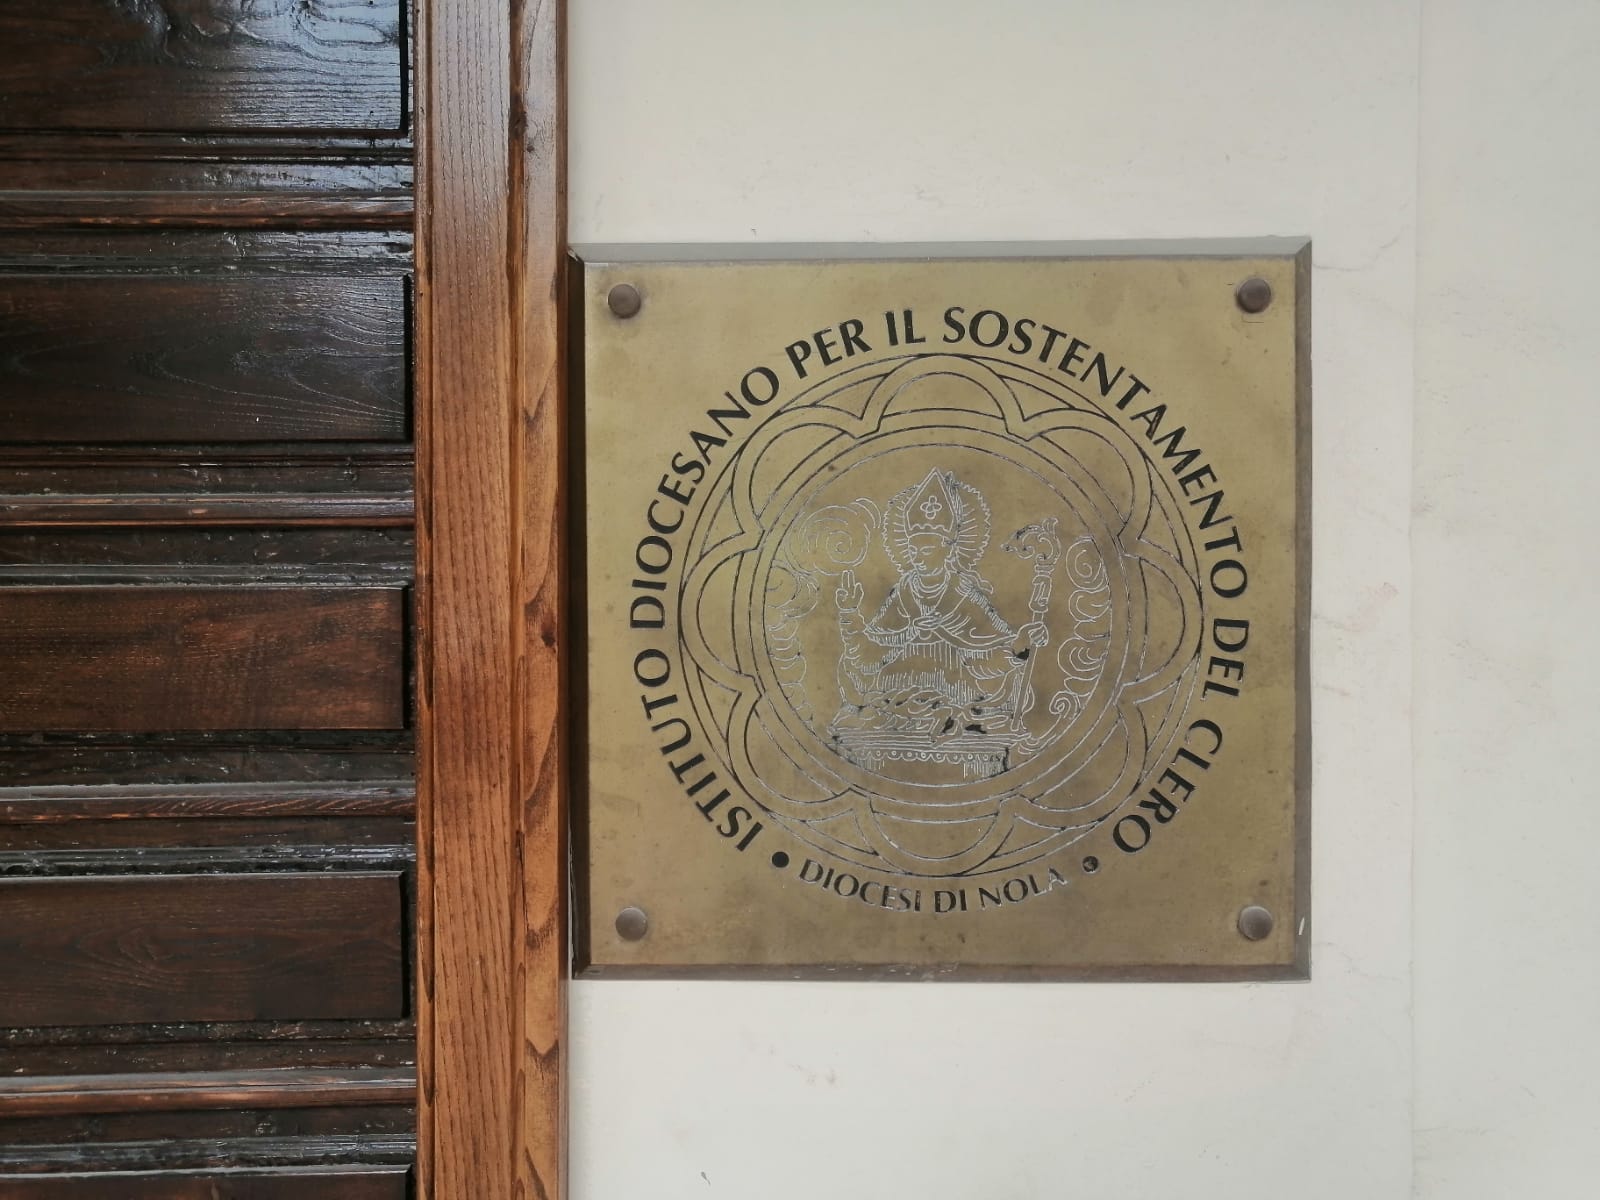 ISTITUTO DIOCESANO PER IL SOSTENTAMENTO DEL CLERO
• DIOCESI DI NOLA •